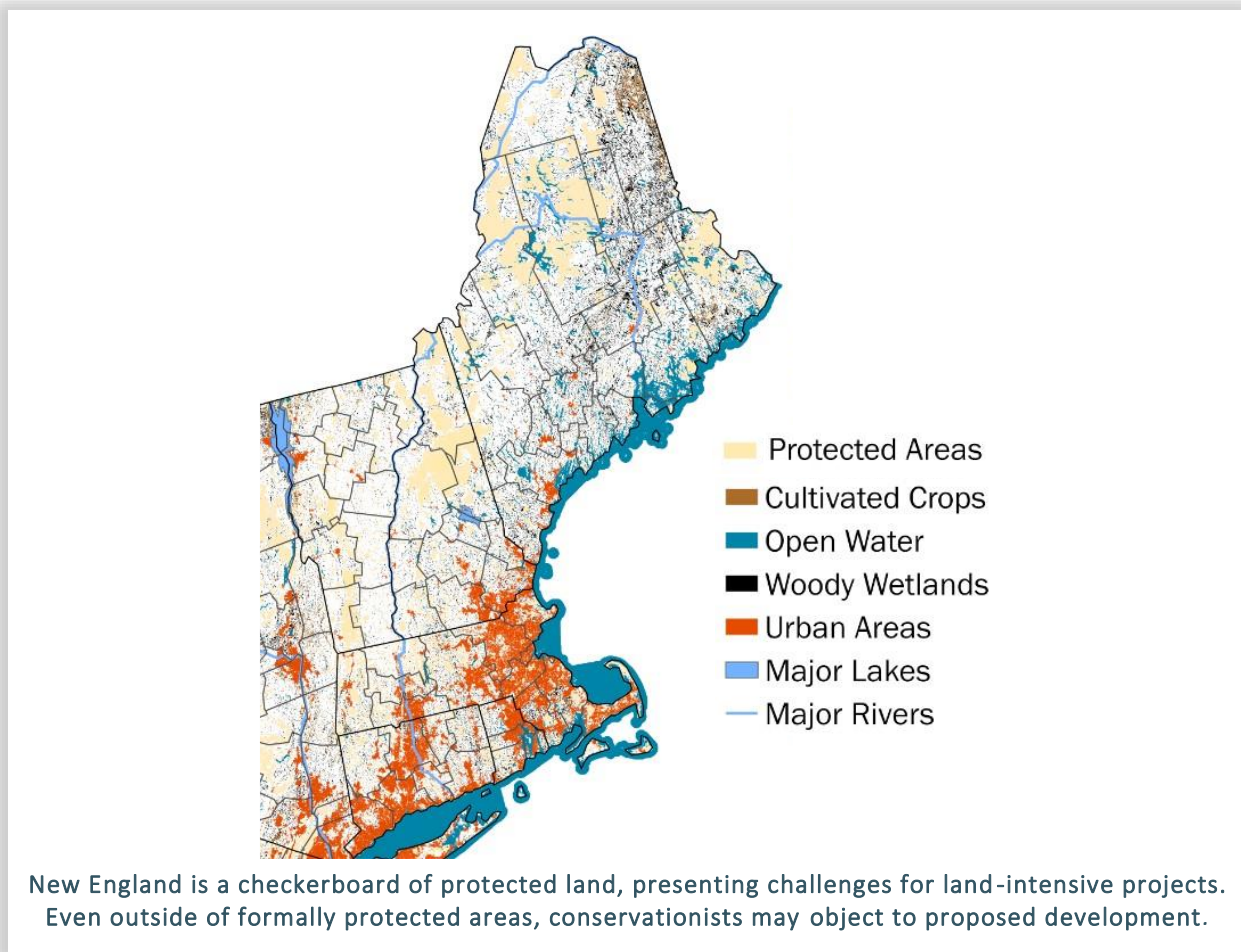 Protected Areas
Cultivated Crops
Open Water
Woody Wetlands
Urban Areas
Major Lakes
Major Rivers
New England is a checkerboard of protected land, presenting challenges for land-intensive projects.
Even outside of formally protected areas, conservationists may object to proposed development.